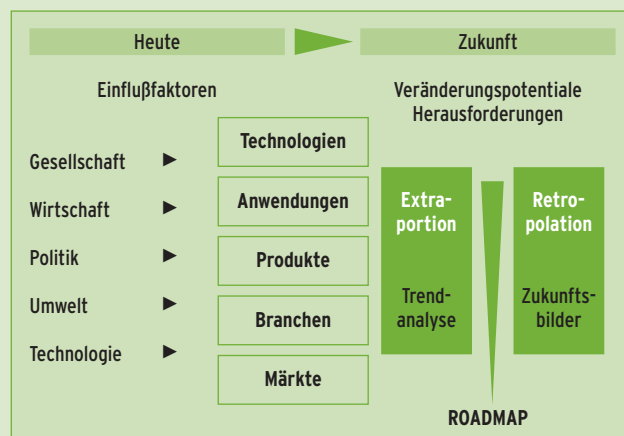 Heute
Zukunft
Einflußfaktoren
Veränderungspotentiale
Herausforderungen
Gesellschaft
Wirtschaft
Politik
Umwelt
Technologie
Technologien
Anwendungen
Produkte
Branchen
Märkte
Extra-
portion
Trend-
analyse
Retro-
polation
Zukunfts-
bilder
ROADMAP